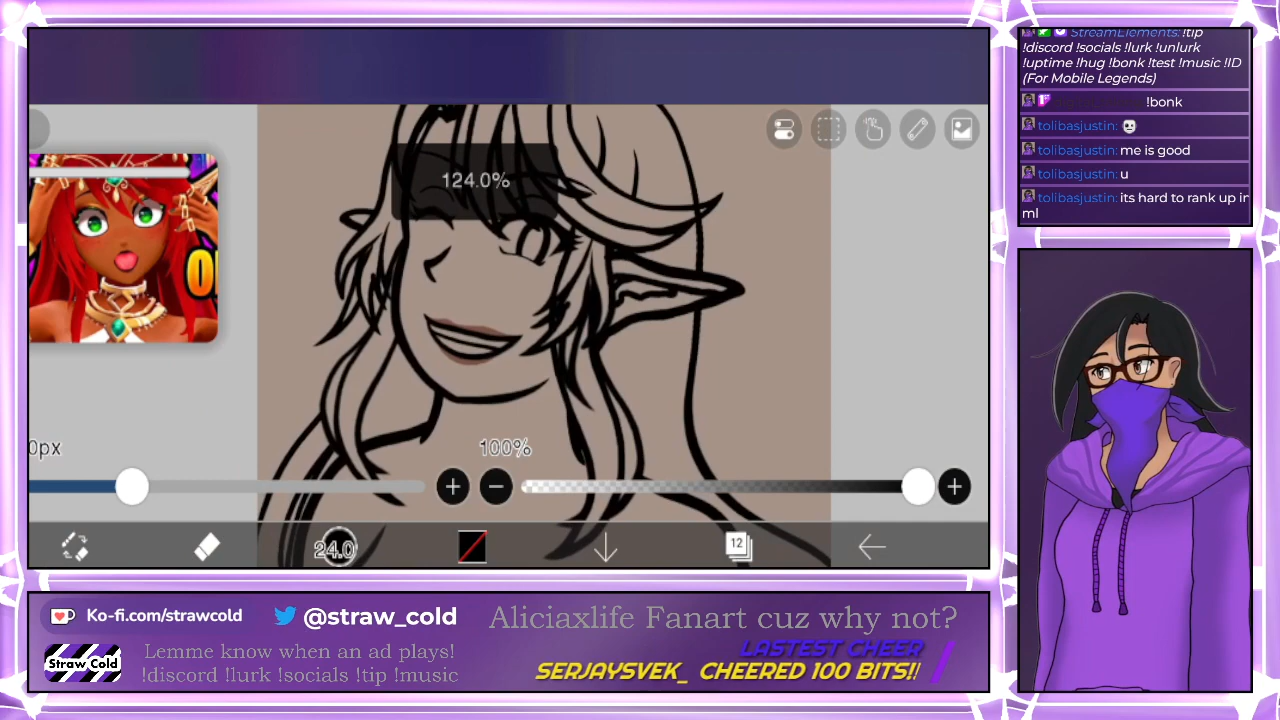 StreamElements: !tip
!discord !socials !lurk !unlurk
!uptime !hug !bonk !test !music !ID
(For Mobile Legends)
!bonk
tolibasjustin:
tolibasjustin: me is good
tolibasjustin: u
tolibasjustin: its hard to rank up in
ml
124.0%
0px
100%
24.0
12
Ko-fi.com/strawcold
@straw_cold
Aliciaxlife Fanart cuz why not?
Straw Cold
Lemme know when an ad plays!
!discord !lurk !socials !tip !music
LASTEST CHEER
SERJAYSVEK_ CHEERED 100 BITS!!